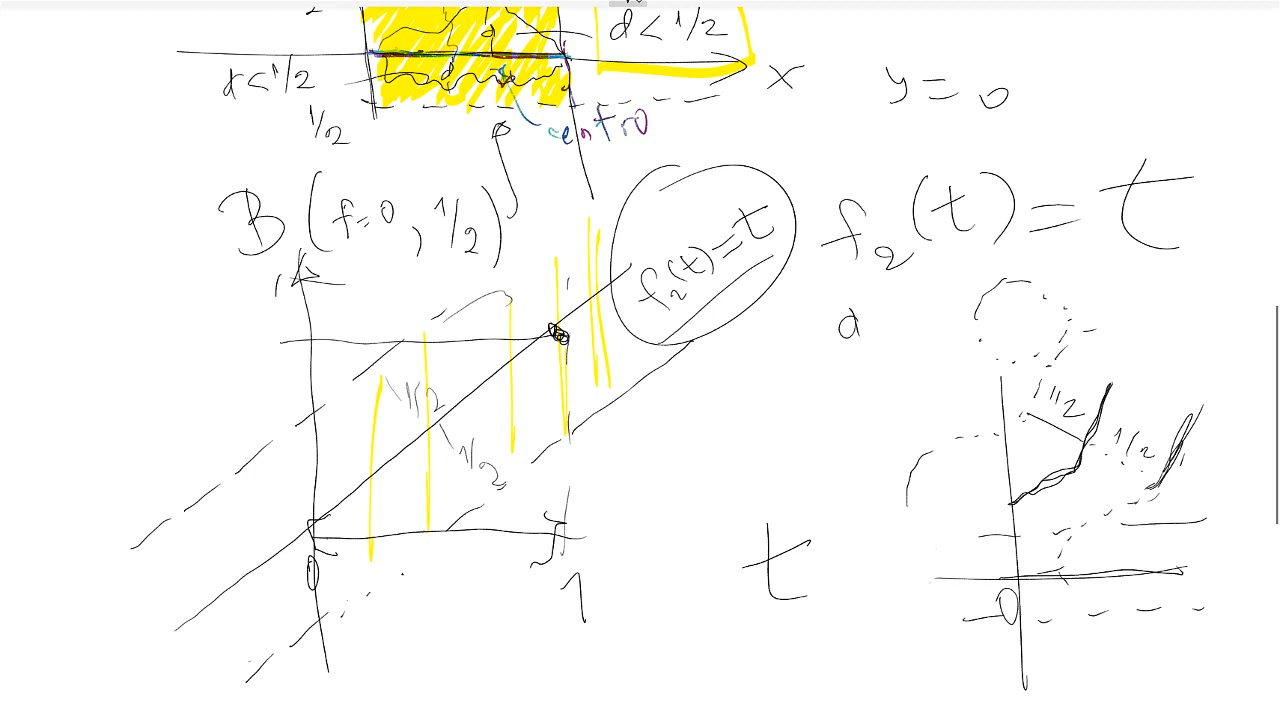 d < 1/2
d < 1/2
x
y = 0
1/2
centro
B (f=0, 1/2)
f₂(t) = t
f₂(t) = t
1
d
1/2
1/2
1/2
1/2
0
1
t
0